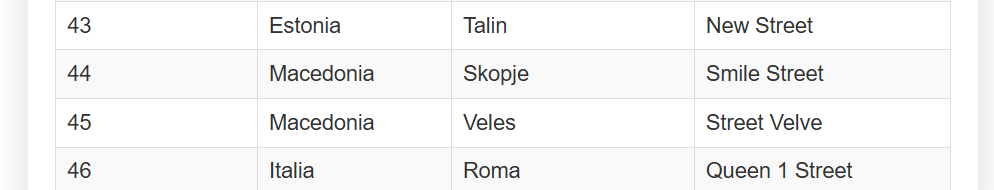 43 Estonia Talin New Street
44 Macedonia Skopje Smile Street
45 Macedonia Veles Street Velve
46 Italia Roma Queen 1 Street